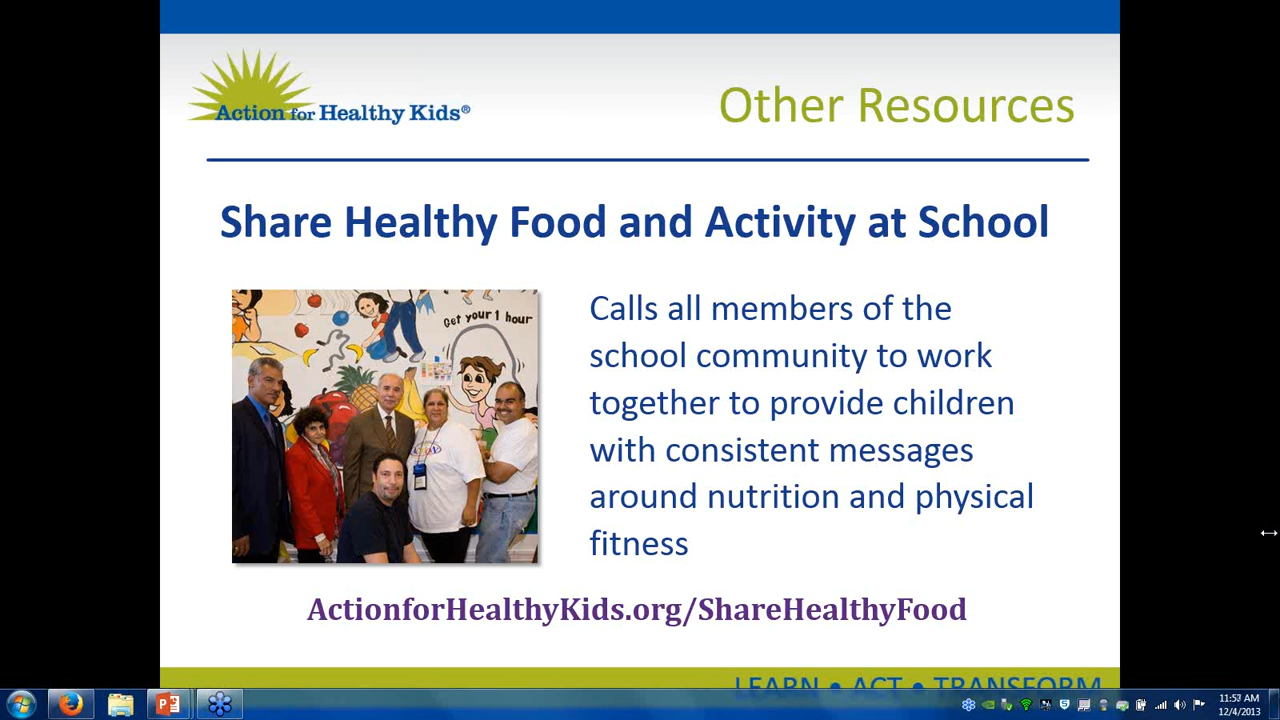 Action for Healthy Kids®
Other Resources
Share Healthy Food and Activity at School
Get your 1 hour
Calls all members of the
school community to work
together to provide children
with consistent messages
around nutrition and physical
fitness
ActionforHealthyKids.org/ShareHealthyFood
LEARN • ACT • TRANSFORM
11:57 AM
12/4/2013